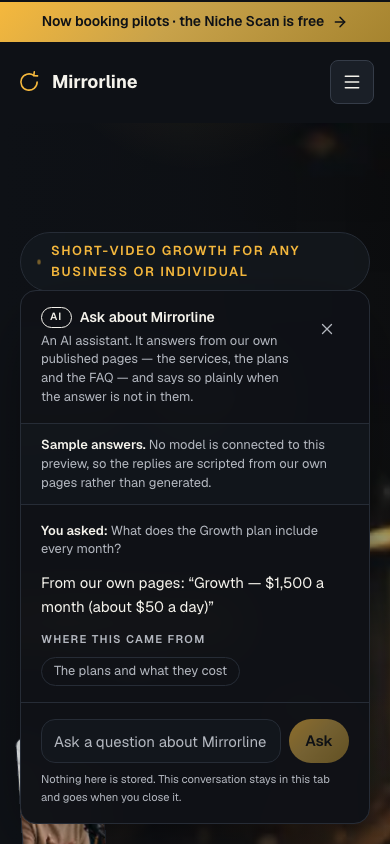 Now booking pilots · the Niche Scan is free →
Mirrorline
SHORT-VIDEO GROWTH FOR ANY
BUSINESS OR INDIVIDUAL
AI Ask about Mirrorline
An AI assistant. It answers from our own
published pages — the services, the plans
and the FAQ — and says so plainly when
the answer is not in them.
Sample answers. No model is connected to this
preview, so the replies are scripted from our own
pages rather than generated.
You asked: What does the Growth plan include
every month?
From our own pages: “Growth — $1,500 a
month (about $50 a day)”
WHERE THIS CAME FROM
The plans and what they cost
Ask a question about Mirrorline
Ask
Nothing here is stored. This conversation stays in this tab
and goes when you close it.